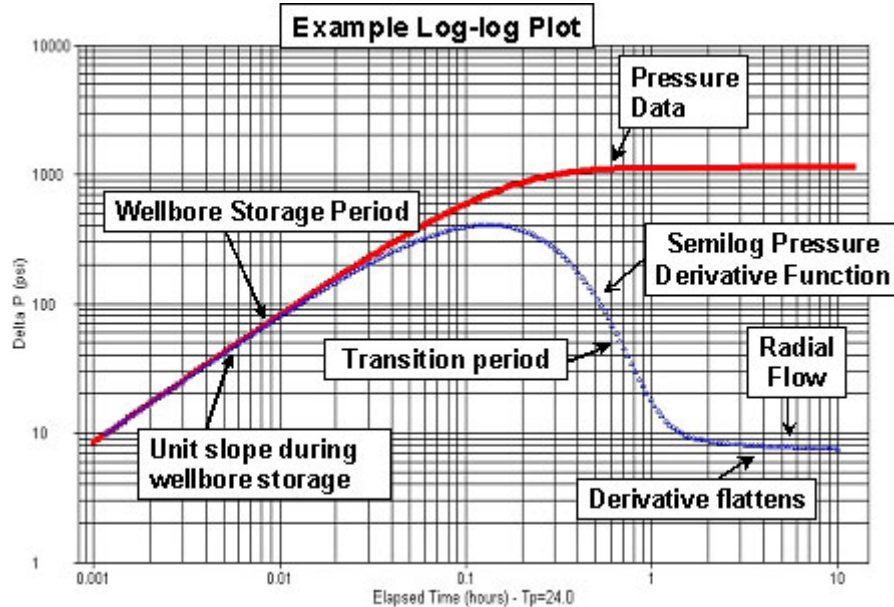 Example Log-log Plot
10000
1000
100
10
1
Delta P (psi)
Pressure
Data
Wellbore Storage Period
Semilog Pressure
Derivative Function
Transition period
Radial
Flow
Unit slope during
wellbore storage
Derivative flattens
0.001
0.01
0.1
1
10
Elapsed Time (hours) - Tp=24.0